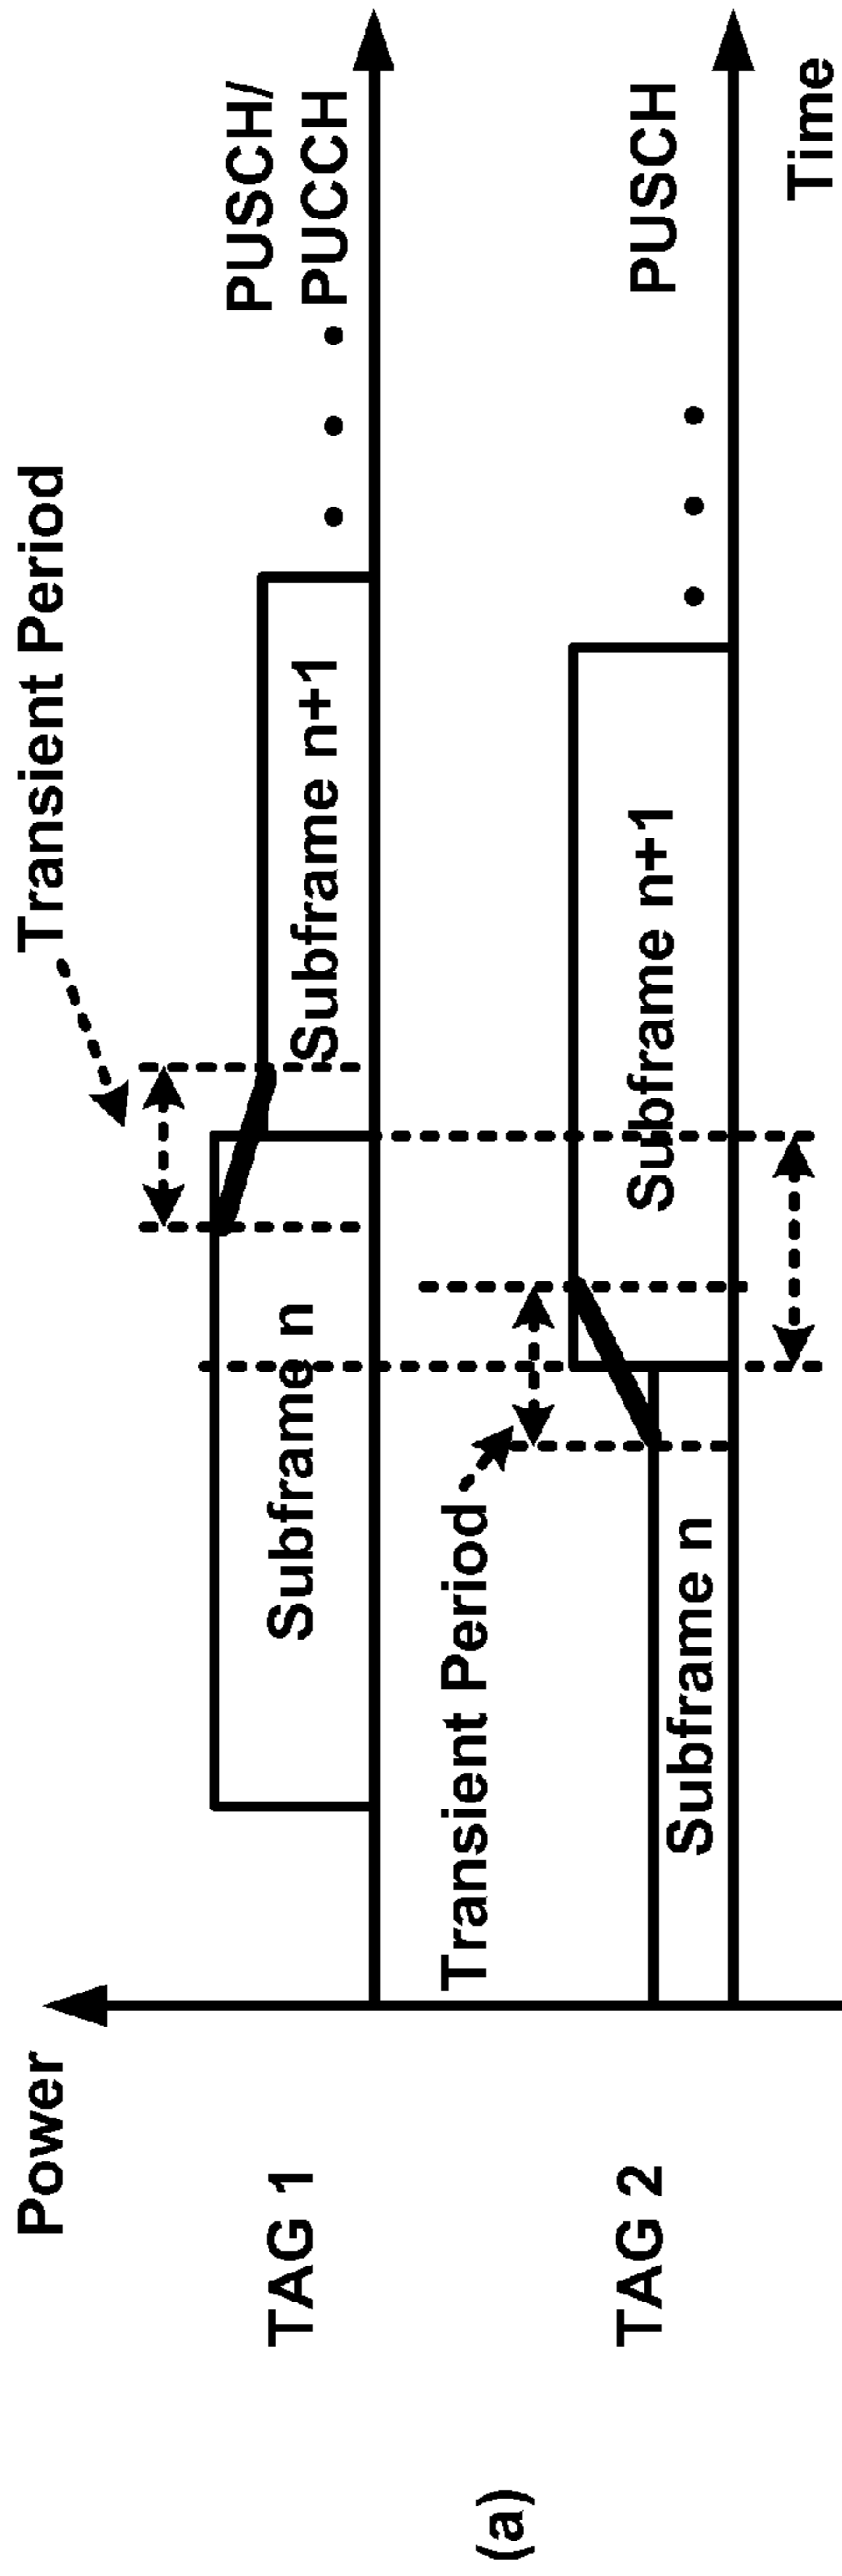 Power
Transient Period
TAG 1
Subframe n
Subframe n+1
PUSCH/
PUCCH
Transient Period
TAG 2
Subframe n
Subframe n+1
PUSCH
Time
(a)